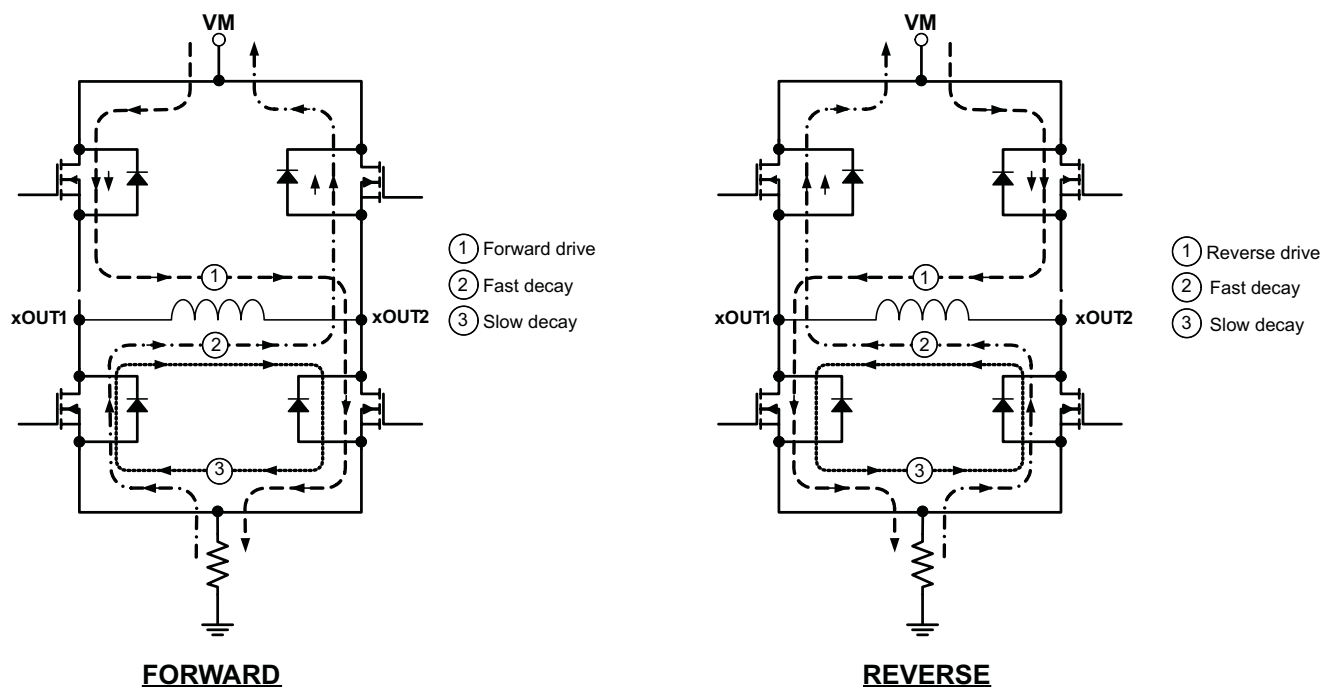 VM
1
xOUT1
xOUT2
2
3
1 Forward drive
2 Fast decay
3 Slow decay
FORWARD
VM
1
xOUT1
xOUT2
2
3
1 Reverse drive
2 Fast decay
3 Slow decay
REVERSE